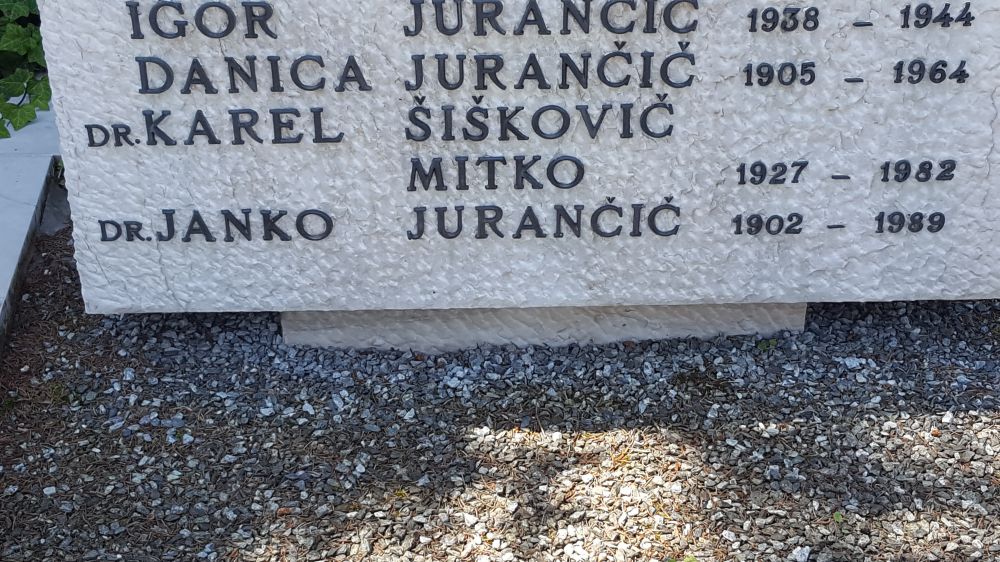 IGOR JURANČIČ 1938 – 1944
DANICA JURANČIČ 1905 – 1964
DR. KAREL ŠIŠKOVIČ
MITKO 1927 – 1982
DR. JANKO JURANČIČ 1902 – 1989